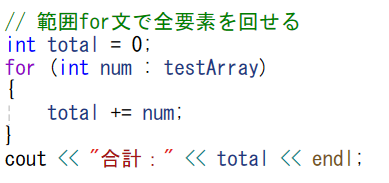 // 範囲for文で全要素を回せる
int total = 0;
for (int num : testArray)
{
    total += num;
}
cout << "合計：" << total << endl;